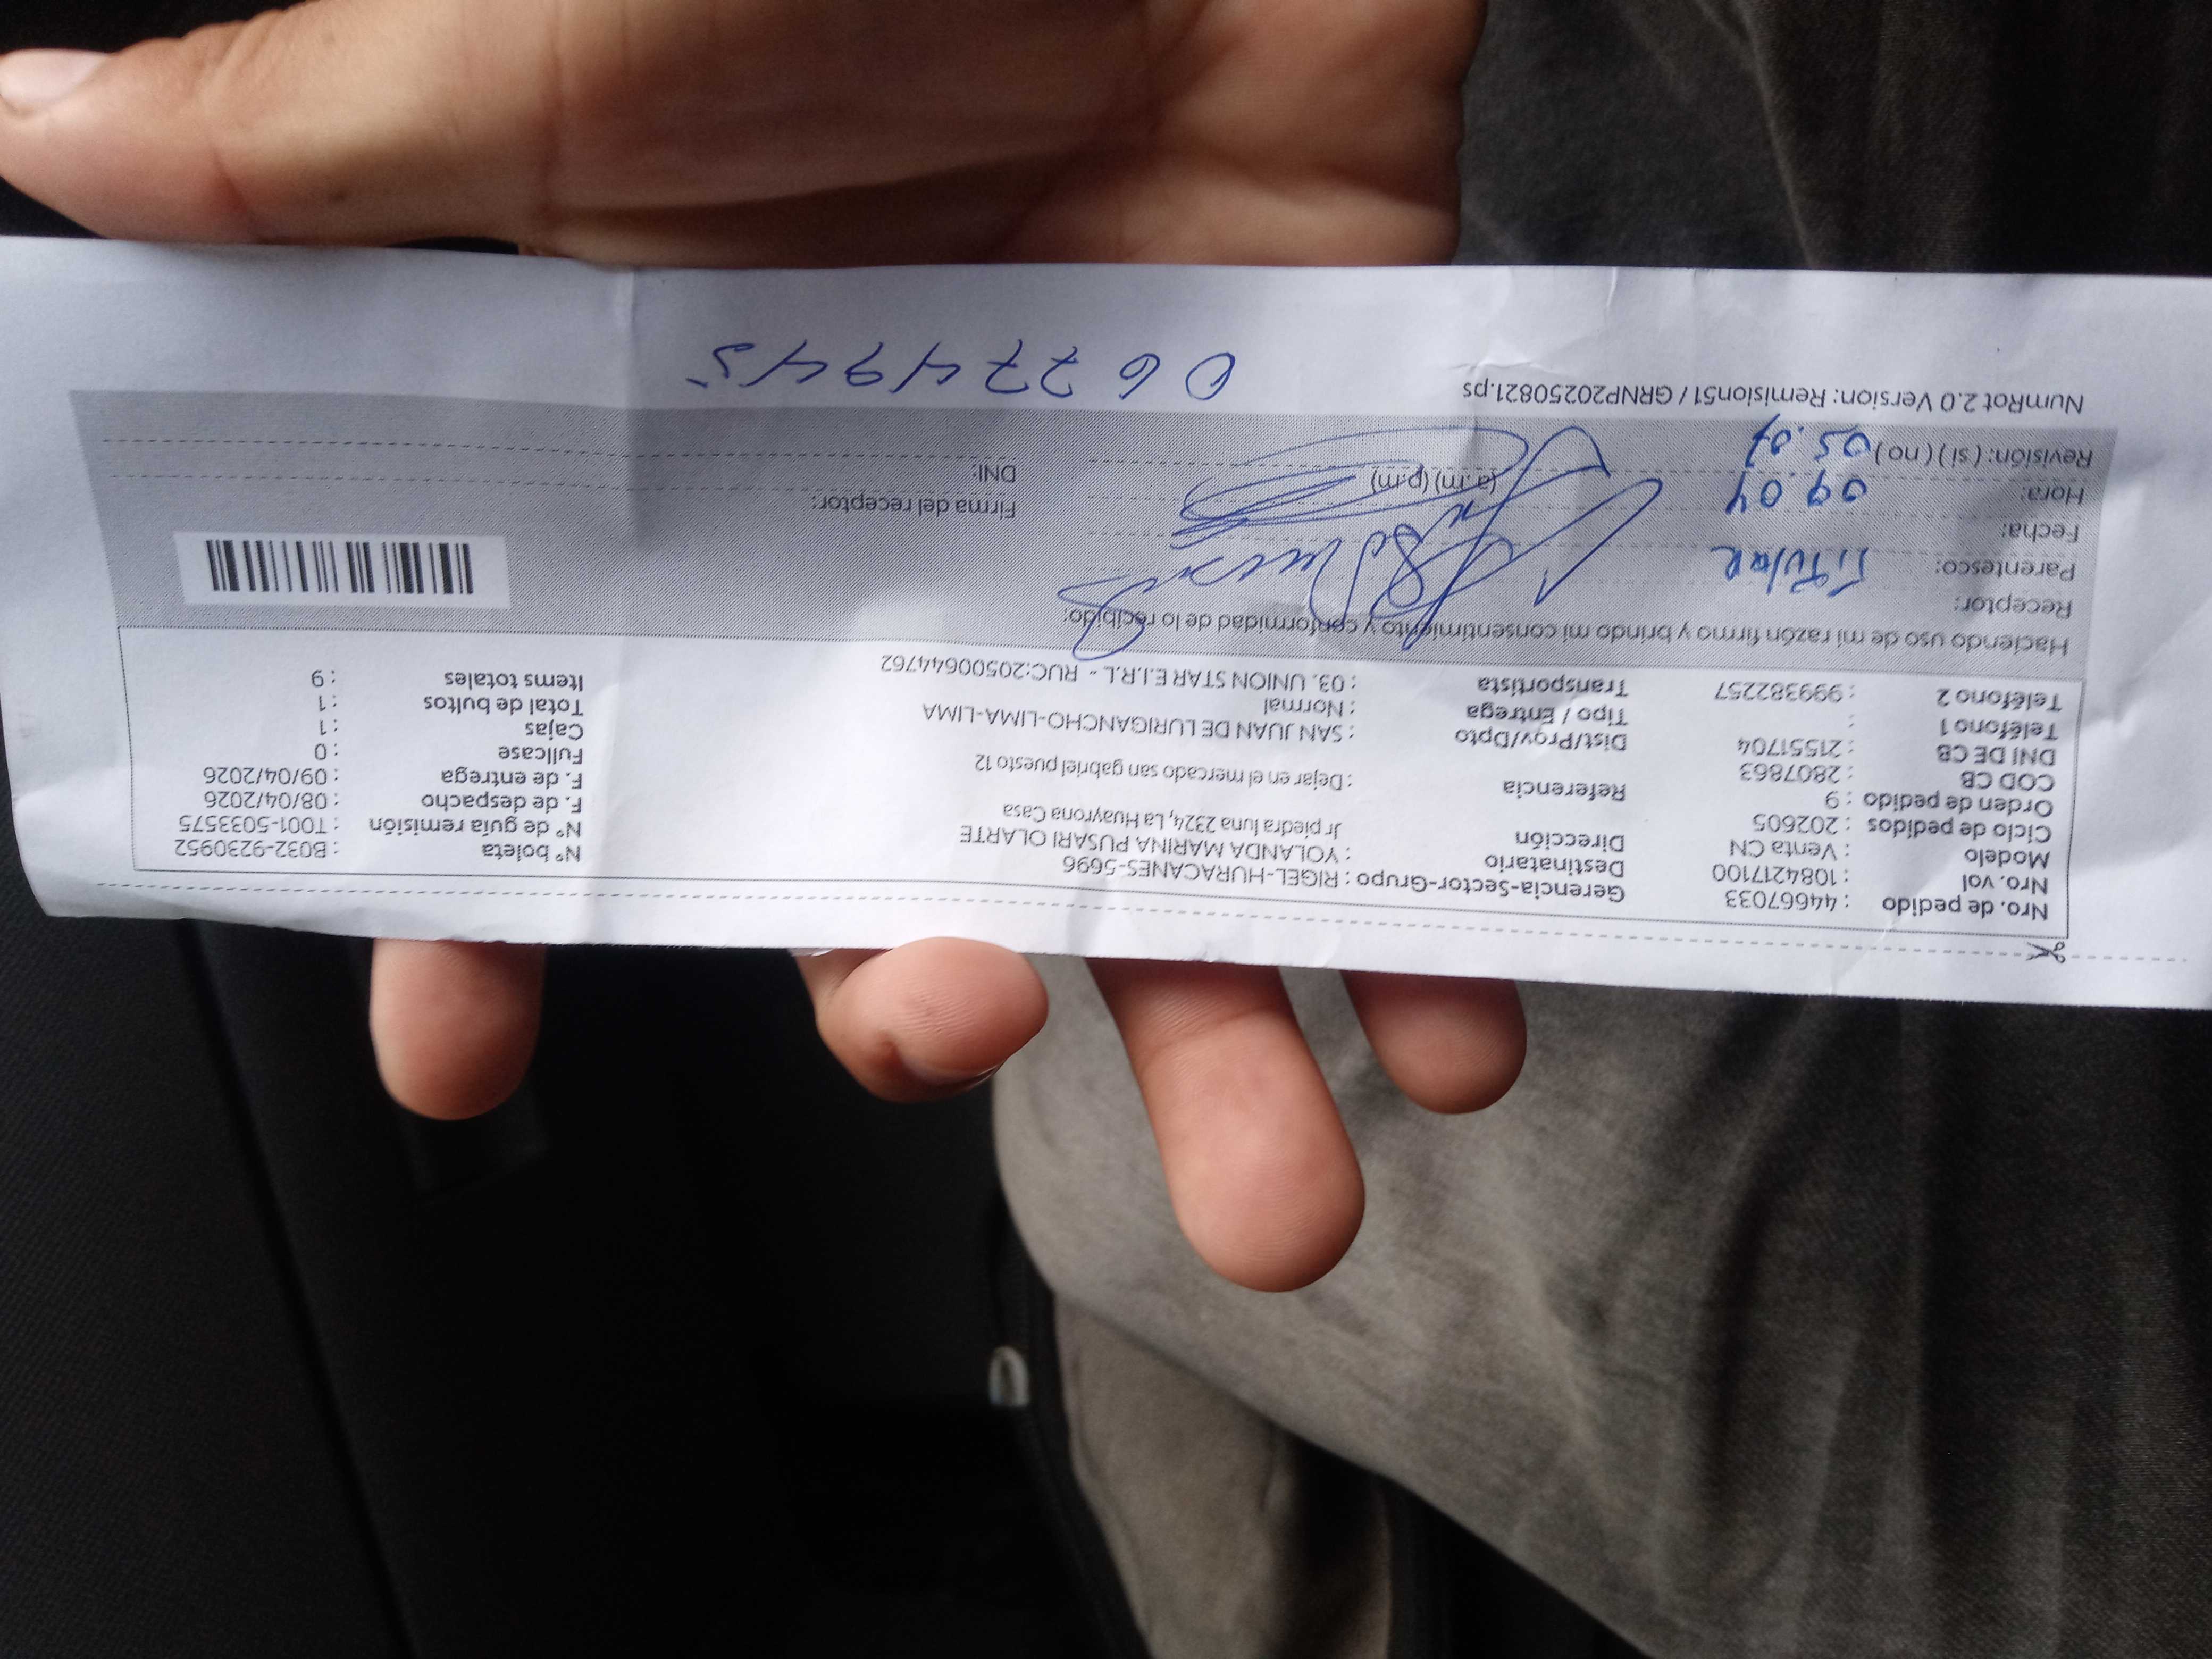 Nro. de pedido : 44667033
Nro. vol : 1084217100
Modelo : Venta CN
Ciclo de pedidos : 202605
Orden de pedido : 9
COD CB : 2807863
DNI DE CB : 21551704
Teléfono 1 :
Teléfono 2 : 999382257
Gerencia-Sector-Grupo : RIGEL-HURACANES-5696
Destinatario : YOLANDA MARINA PUSARI OLARTE
Dirección Jr piedra luna 2324, La Huayrona Casa
Referencia : Dejar en el mercado san gabriel puesto 12
Dist/Prov/Dpto : SAN JUAN DE LURIGANCHO-LIMA-LIMA
Tipo / Entrega : Normal
Transportista : 03. UNION STAR E.I.R.L - RUC:20500644762
N° boleta : B032-9230952
N° de guía remisión : T001-5033575
F. de despacho : 08/04/2026
F. de entrega : 09/04/2026
Fullcase : 0
Cajas : 1
Total de bultos : 1
Items totales : 9
Haciendo uso de mi razón firmo y brindo mi consentimiento y conformidad de lo recibido:
Receptor:
Parentesco: Titular
Fecha: 09.04
Hora: (a.m) (p.m)
Revisión: ( si ) ( no )
Firma del receptor:
DNI:
NumRot 2.0 Version: Remision51 / GRNP20250821.ps
06774945